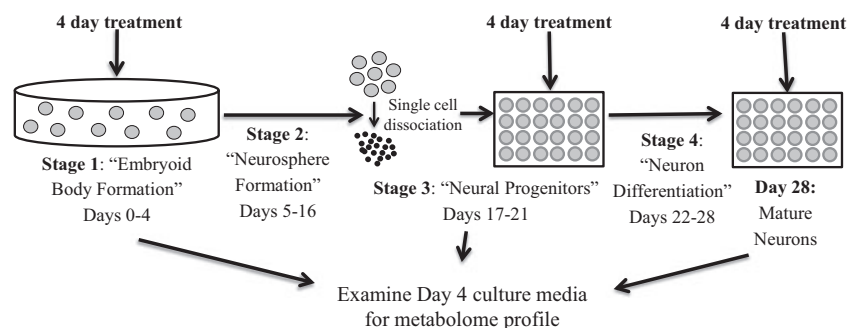 4 day treatment
4 day treatment
4 day treatment
Single cell
dissociation
Stage 1: “Embryoid
Body Formation”
Days 0-4
Stage 2:
“Neurosphere
Formation”
Days 5-16
Stage 3: “Neural Progenitors”
Days 17-21
Stage 4:
“Neuron
Differentiation”
Days 22-28
Day 28:
Mature
Neurons
Examine Day 4 culture media
for metabolome profile